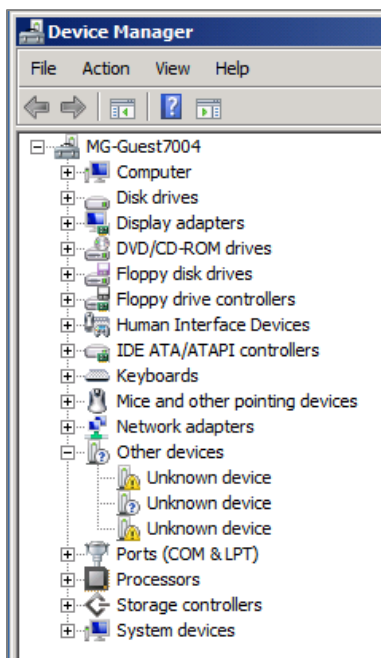 Device Manager
File Action View Help
MG-Guest7004
Computer
Disk drives
Display adapters
DVD/CD-ROM drives
Floppy disk drives
Floppy drive controllers
Human Interface Devices
IDE ATA/ATAPI controllers
Keyboards
Mice and other pointing devices
Network adapters
Other devices
Unknown device
Unknown device
Unknown device
Ports (COM & LPT)
Processors
Storage controllers
System devices